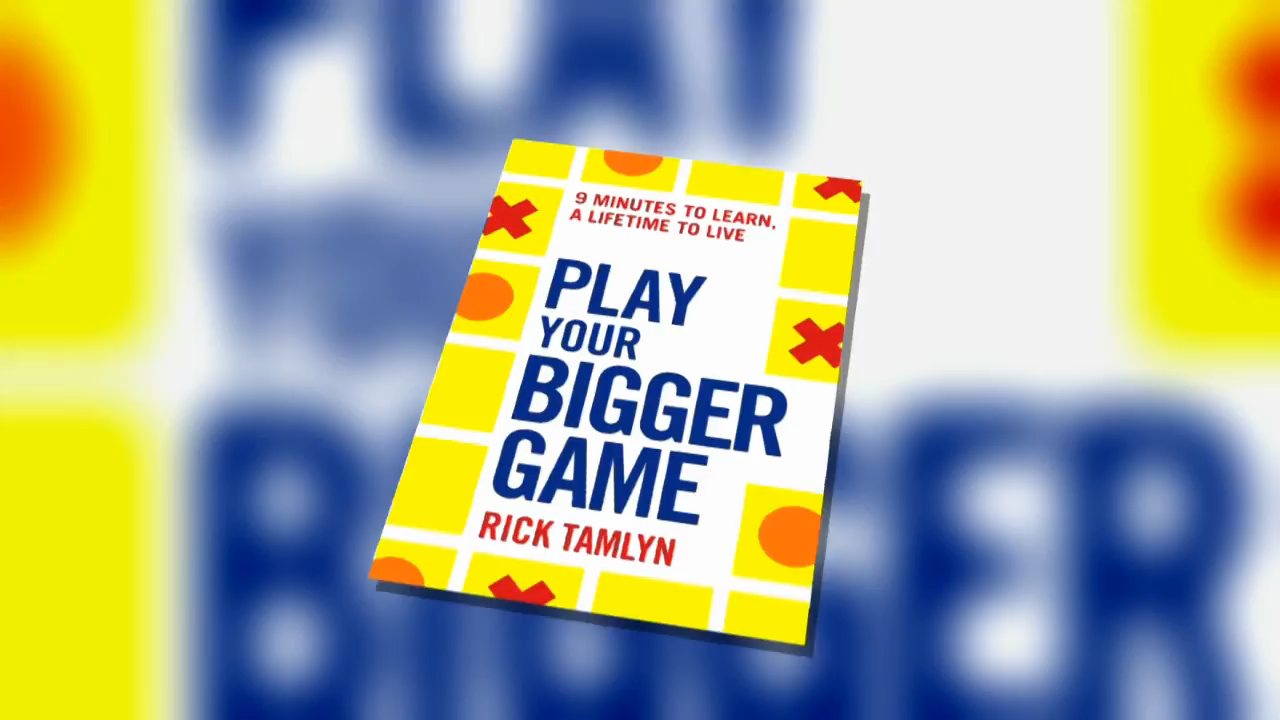 9 MINUTES TO LEARN,
A LIFETIME TO LIVE
PLAY
YOUR
BIGGER
GAME
RICK TAMLYN